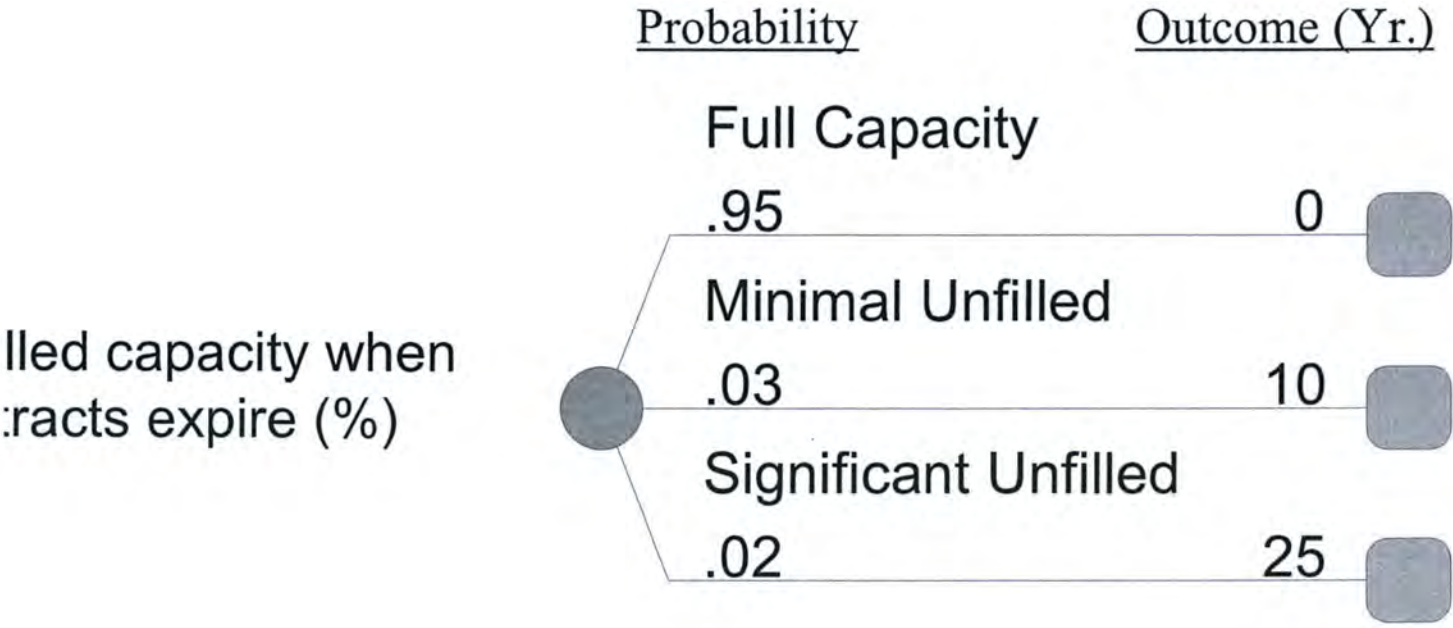 Probability Outcome (Yr.)
Full Capacity
.95 0
Minimal Unfilled
lled capacity when
.03 10
tracts expire (%)
Significant Unfilled
.02 25